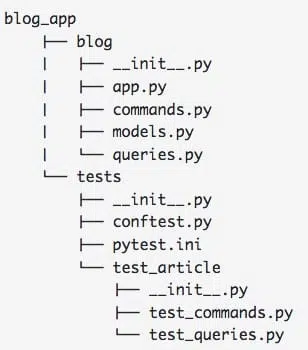 blog_app
├── blog
│   ├── __init__.py
│   ├── app.py
│   ├── commands.py
│   ├── models.py
│   └── queries.py
└── tests
    ├── __init__.py
    ├── conftest.py
    ├── pytest.ini
    └── test_article
        ├── __init__.py
        ├── test_commands.py
        └── test_queries.py